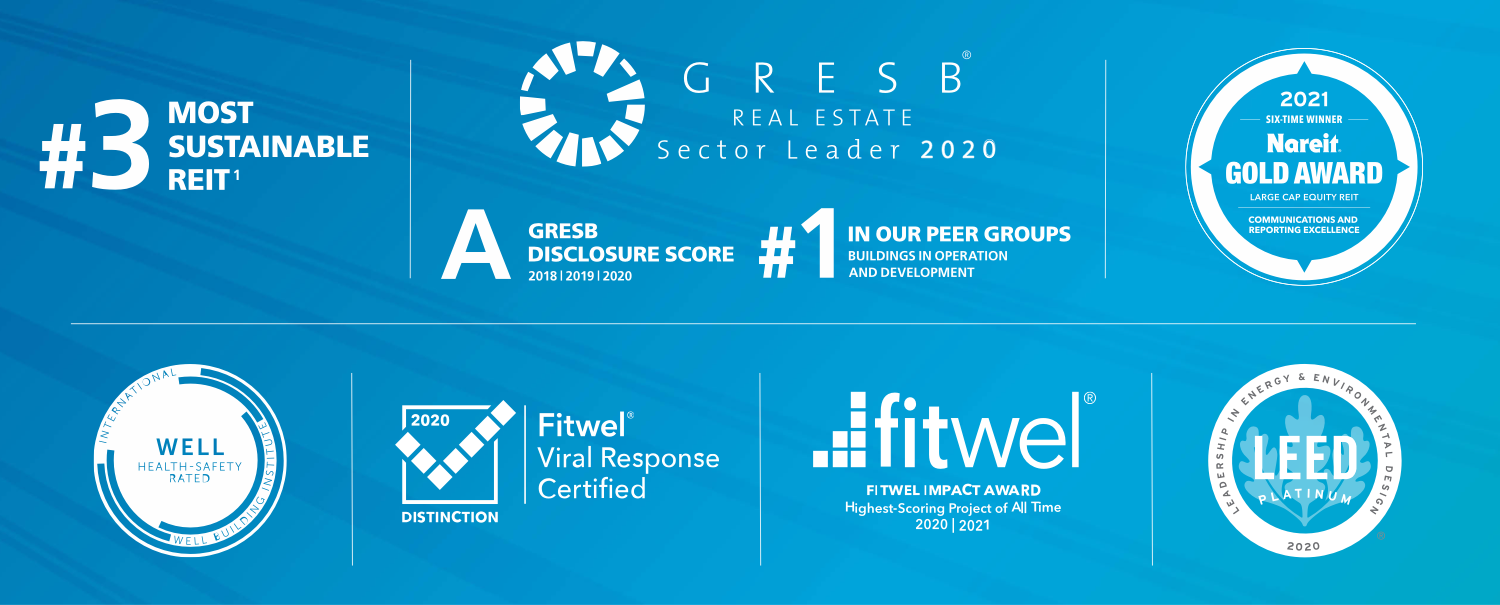 #3
MOST
SUSTAINABLE
REIT 1
GRESB®
REAL ESTATE
Sector Leader 2020
A
GRESB
DISCLOSURE SCORE
2018 | 2019 | 2020
#1
IN OUR PEER GROUPS
BUILDINGS IN OPERATION
AND DEVELOPMENT
2021
SIX-TIME WINNER
Nareit.
GOLD AWARD
LARGE CAP EQUITY REIT
COMMUNICATIONS AND
REPORTING EXCELLENCE
INTERNATIONAL
WELL BUILDING INSTITUTE
WELL
HEALTH-SAFETY
RATED
2020
DISTINCTION
Fitwel®
Viral Response
Certified
fitwel®
FITWEL IMPACT AWARD
Highest-Scoring Project of All Time
2020 | 2021
LEADERSHIP IN ENERGY & ENVIRONMENTAL DESIGN
LEED
PLATINUM
2020
®